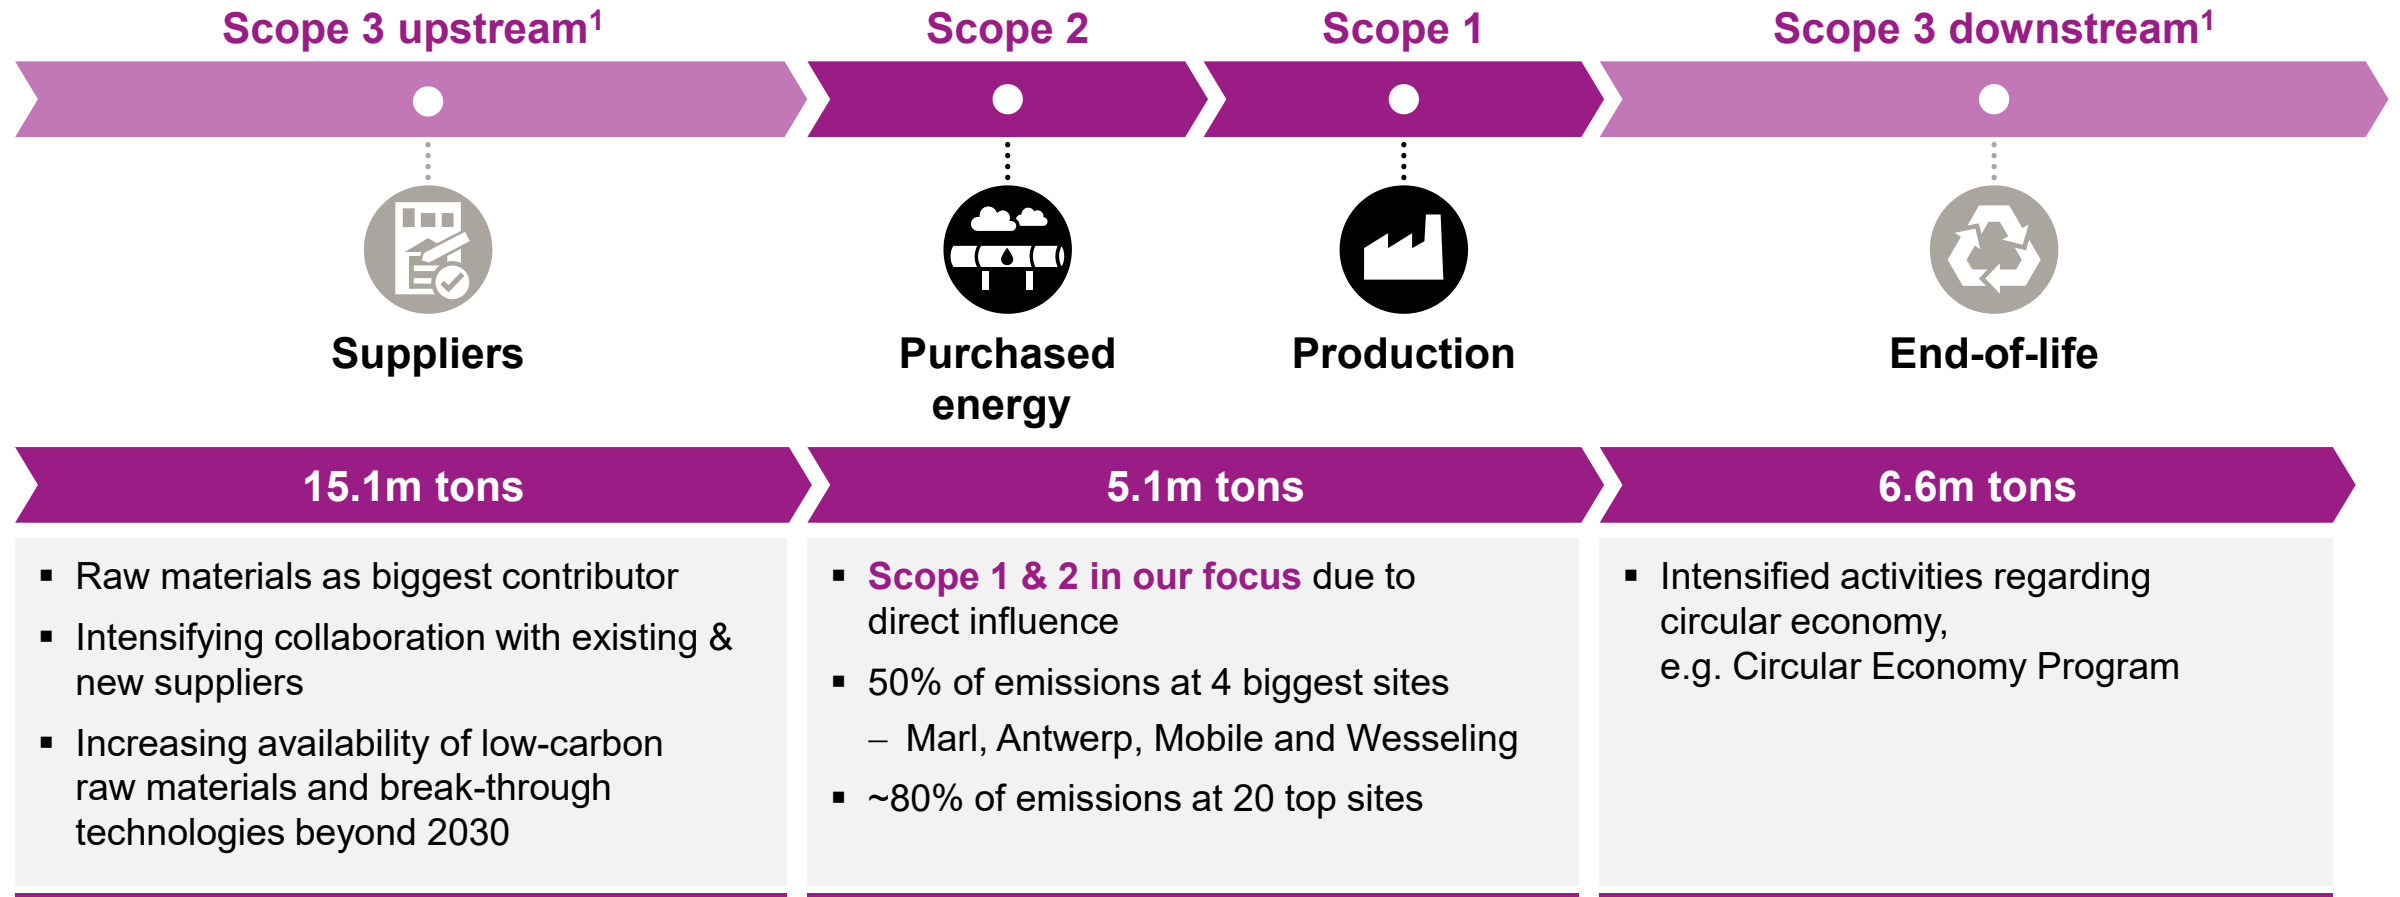 Scope 3 upstream¹
Scope 2
Scope 1
Scope 3 downstream¹
Suppliers
Purchased
energy
Production
End-of-life
15.1m tons
5.1m tons
6.6m tons
▪ Raw materials as biggest contributor
▪ Intensifying collaboration with existing &
new suppliers
▪ Increasing availability of low-carbon
raw materials and break-through
technologies beyond 2030
▪ Scope 1 & 2 in our focus due to
direct influence
▪ 50% of emissions at 4 biggest sites
– Marl, Antwerp, Mobile and Wesseling
▪ ~80% of emissions at 20 top sites
▪ Intensified activities regarding
circular economy,
e.g. Circular Economy Program